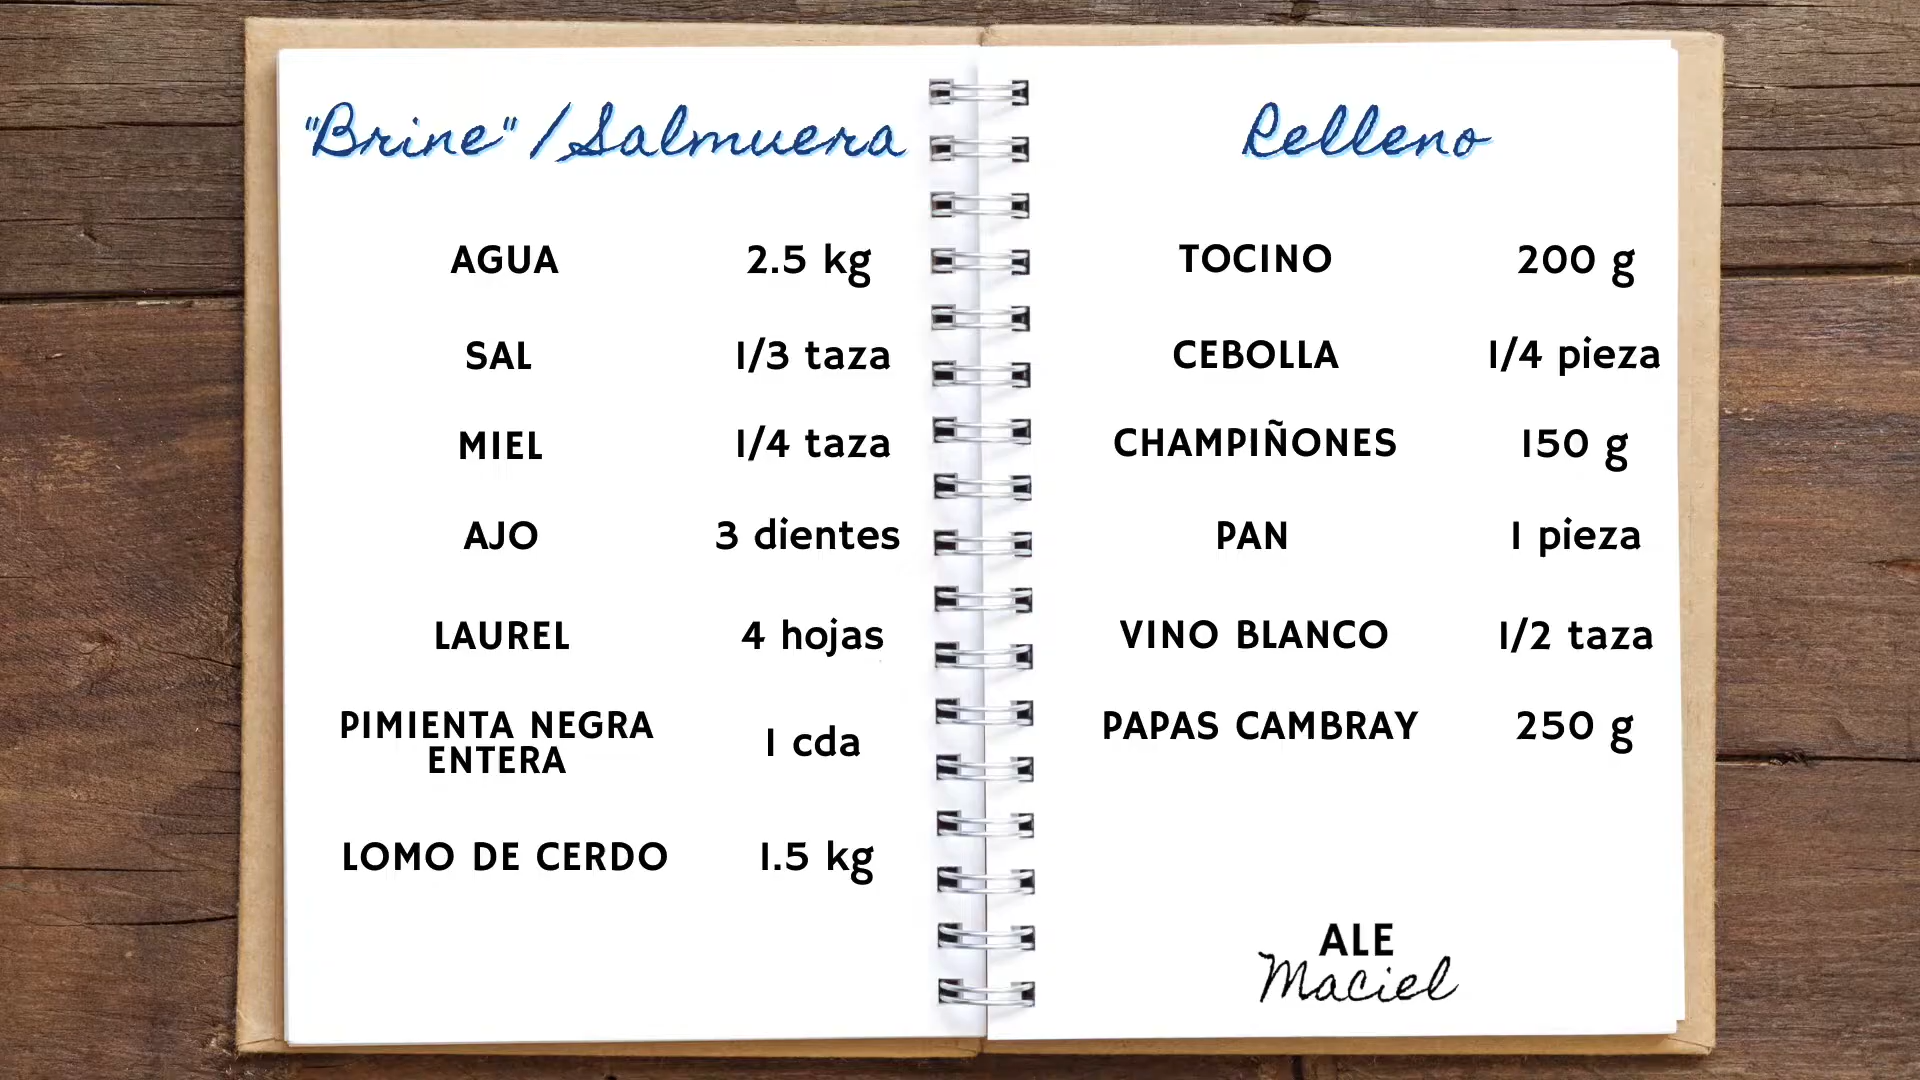 "Brine" / Salmuera
AGUA 2.5 kg
SAL 1/3 taza
MIEL 1/4 taza
AJO 3 dientes
LAUREL 4 hojas
PIMIENTA NEGRA
ENTERA 1 cda
LOMO DE CERDO 1.5 kg
Relleno
TOCINO 200 g
CEBOLLA 1/4 pieza
CHAMPIÑONES 150 g
PAN 1 pieza
VINO BLANCO 1/2 taza
PAPAS CAMBRAY 250 g
ALE
Maciel